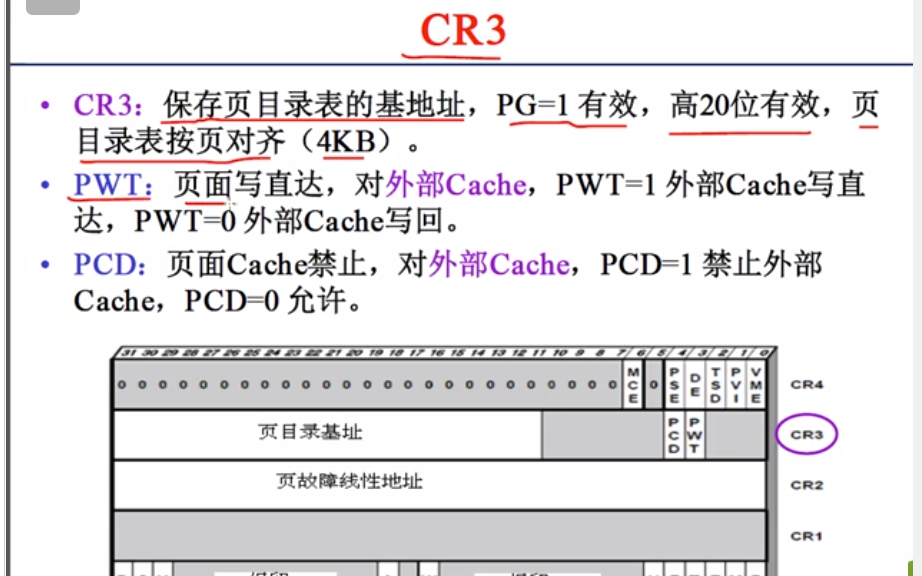 CR3
• CR3：保存页目录表的基地址，PG=1 有效，高20位有效，页
目录表按页对齐（4KB）。
• PWT：页面写直达，对外部Cache，PWT=1 外部Cache写直
达，PWT=0 外部Cache写回。
• PCD：页面Cache禁止，对外部Cache，PCD=1 禁止外部
Cache，PCD=0 允许。
31 30 29 28 27 26 25 24 23 22 21 20 19 18 17 16 15 14 13 12 11 10 9 8 7 6 5 4 3 2 1 0
0 0 0 0 0 0 0 0 0 0 0 0 0 0 0 0 0 0 0 0 0 0 0 0 0 MCE 0 PSE DE TSD PVI VME CR4
页目录基址 PCD PWT CR3
页故障线性地址 CR2
CR1